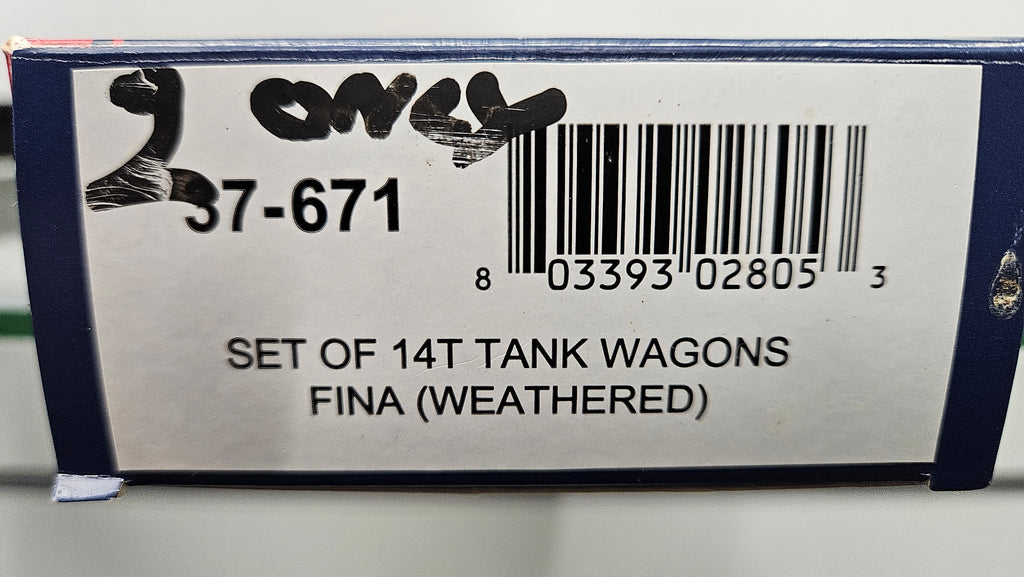 2 ONLY
37-671
8 03393 02805 3
SET OF 14T TANK WAGONS
FINA (WEATHERED)